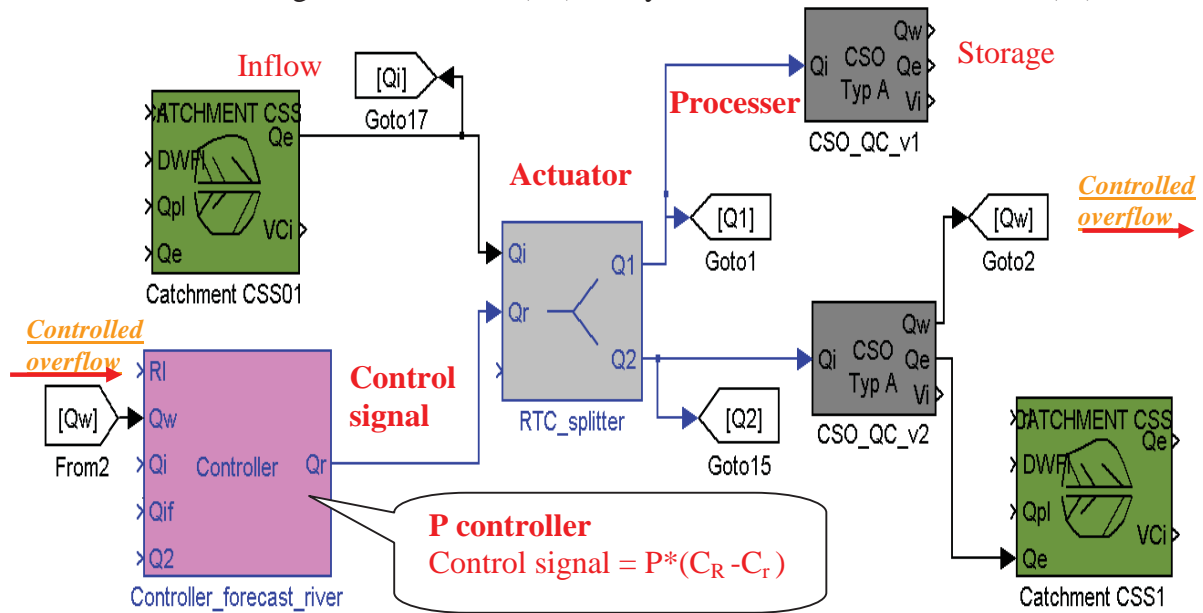 Inflow
[Qi]
Goto17
CATCHMENT CSS
Qe
DWFI
Qpl
VCi
Qe
Catchment CSS01
Qw
Qi
CSO
Qe
Typ A
Vi
CSO_QC_v1
Storage
Processer
Actuator
Qi
Q1
Qr
Q2
RTC_splitter
[Q1]
Goto1
[Qw]
Goto2
Controlled
overflow
Controlled
overflow
[Qw]
From2
RI
Qw
Qi
Controller
Qr
Qif
Q2
Controller_forecast_river
Control
signal
[Q2]
Goto15
Qw
Qi
CSO
Qe
Typ A
Vi
CSO_QC_v2
P controller
Control signal = P*(C_R -C_r )
CATCHMENT CSS
Qe
DWFI
Qpl
VCi
Qe
Catchment CSS1